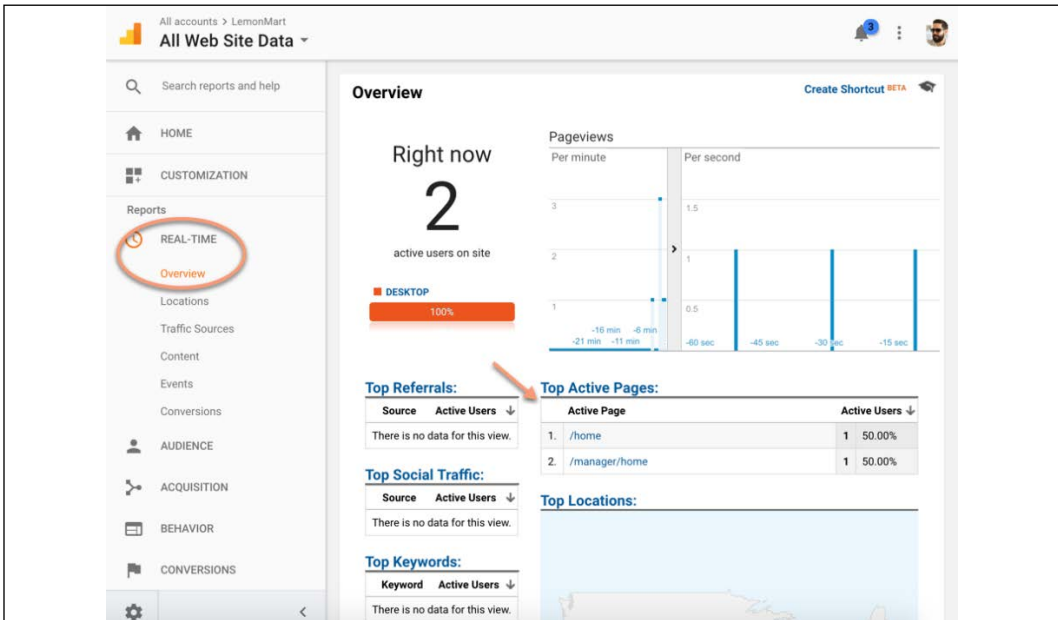 All accounts > LemonMart
All Web Site Data
3
Search reports and help
HOME
CUSTOMIZATION
Reports
REAL-TIME
Overview
Locations
Traffic Sources
Content
Events
Conversions
AUDIENCE
ACQUISITION
BEHAVIOR
CONVERSIONS
Overview
Create Shortcut BETA
Right now
2
active users on site
DESKTOP
100%
Pageviews
Per minute
Per second
3
2
1
1.5
1
0.5
-16 min -6 min
-21 min -11 min
-60 sec -45 sec -30 sec -15 sec
Top Referrals:
Source Active Users
There is no data for this view.
Top Social Traffic:
Source Active Users
There is no data for this view.
Top Keywords:
Keyword Active Users
There is no data for this view.
Top Active Pages:
Active Page Active Users
1. /home 1 50.00%
2. /manager/home 1 50.00%
Top Locations: